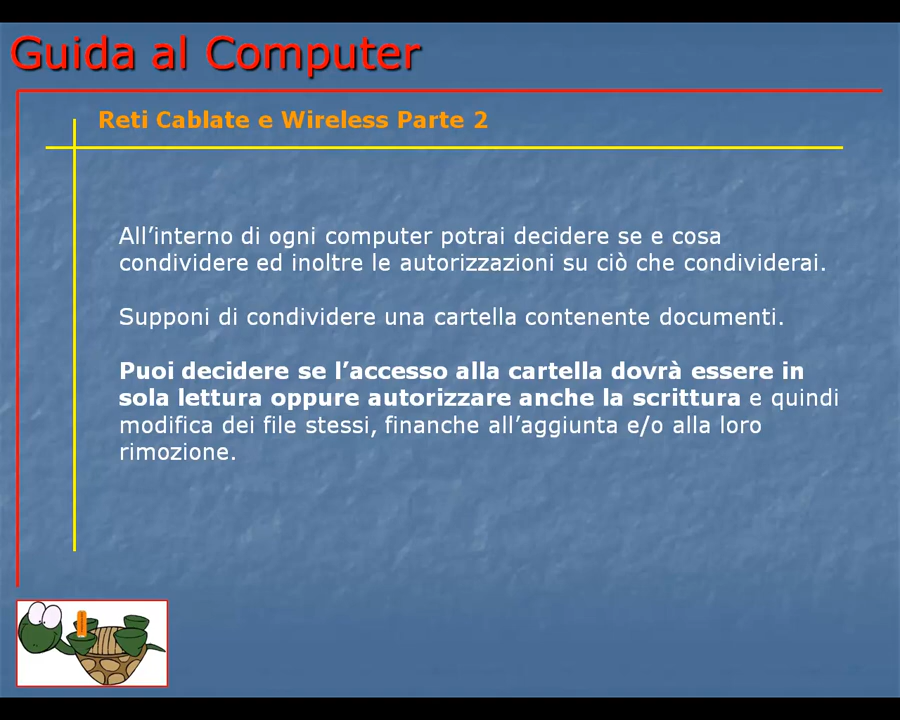 Guida al Computer
Reti Cablate e Wireless Parte 2
All’interno di ogni computer potrai decidere se e cosa
condividere ed inoltre le autorizzazioni su ciò che condividerai.
Supponi di condividere una cartella contenente documenti.
Puoi decidere se l’accesso alla cartella dovrà essere in
sola lettura oppure autorizzare anche la scrittura e quindi
modifica dei file stessi, finanche all’aggiunta e/o alla loro
rimozione.